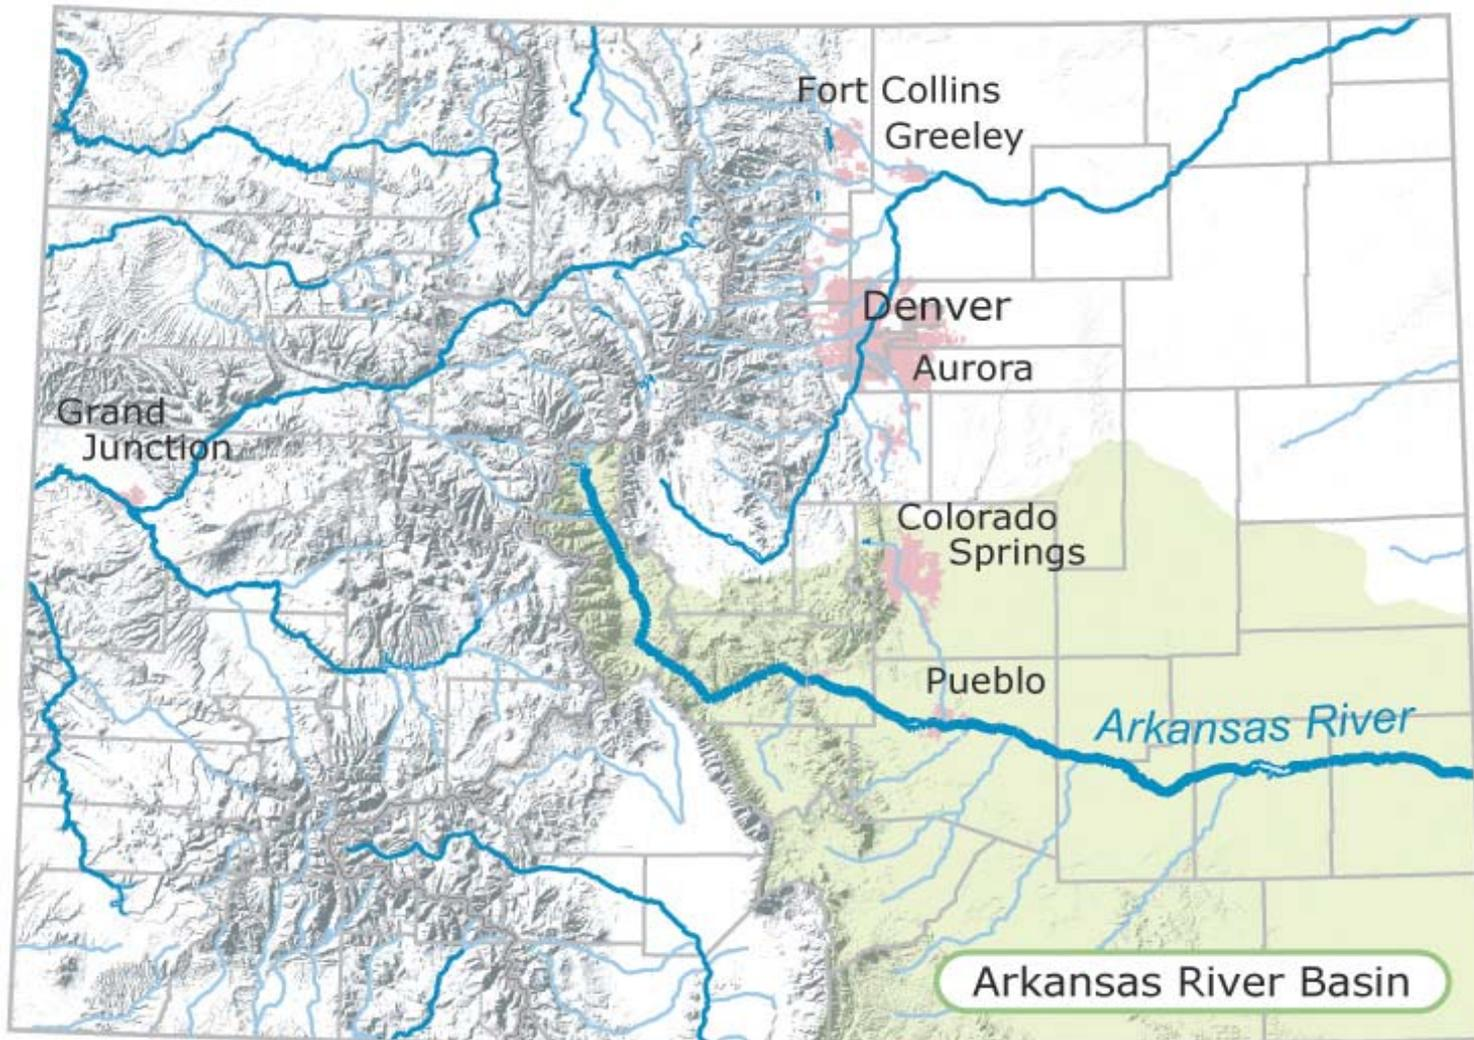 Fort Collins
Greeley
Denver
Aurora
Grand
Junction
Colorado
Springs
Pueblo
Arkansas River
Arkansas River Basin